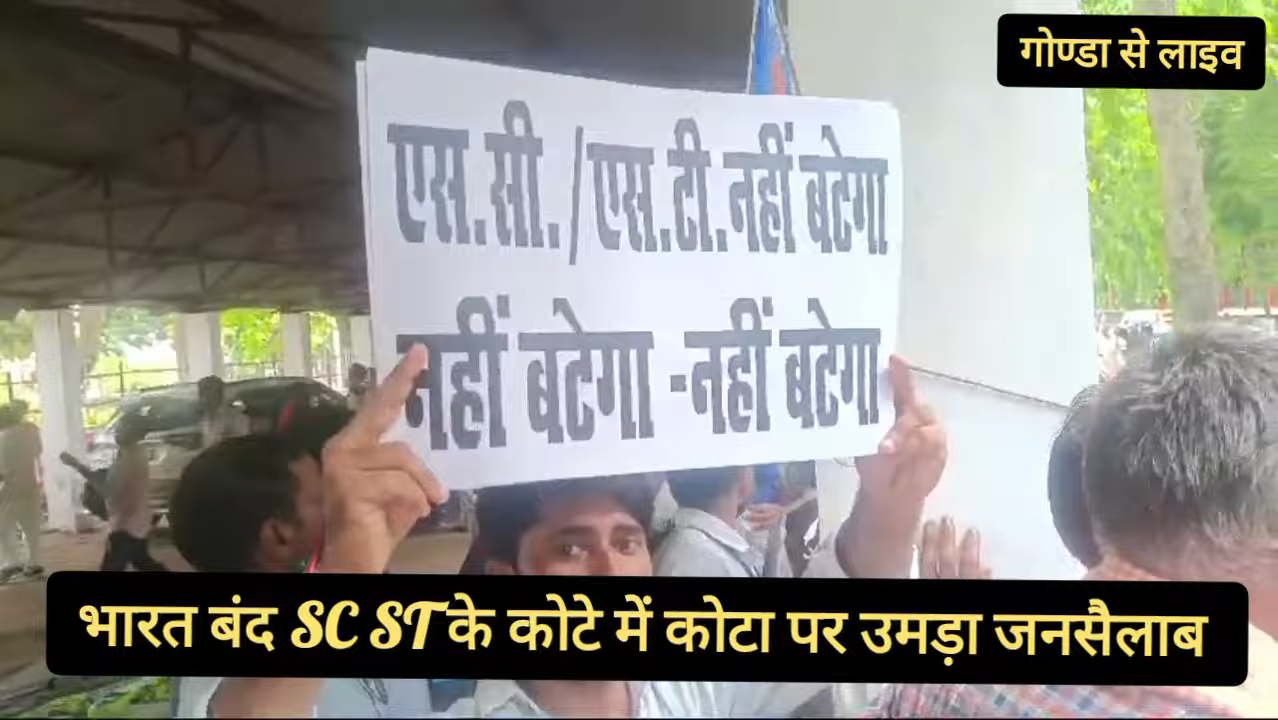 गोण्डा से लाइव
एस.सी./एस.टी.नहीं बटेगा
नहीं बटेगा -नहीं बटेगा
भारत बंद SC ST के कोटे में कोटा पर उमड़ा जनसैलाब